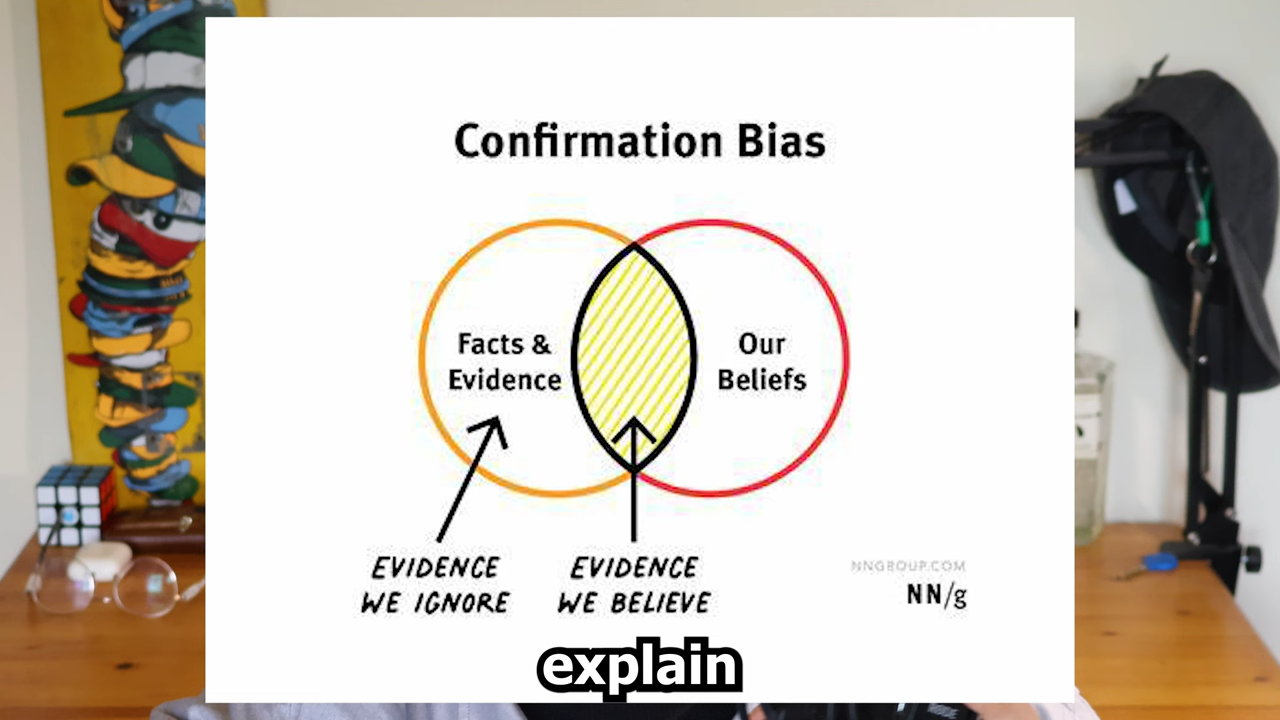 Confirmation Bias
Facts &
Evidence
Our
Beliefs
EVIDENCE
WE IGNORE
EVIDENCE
WE BELIEVE
NNGROUP.COM
NN/g
explain